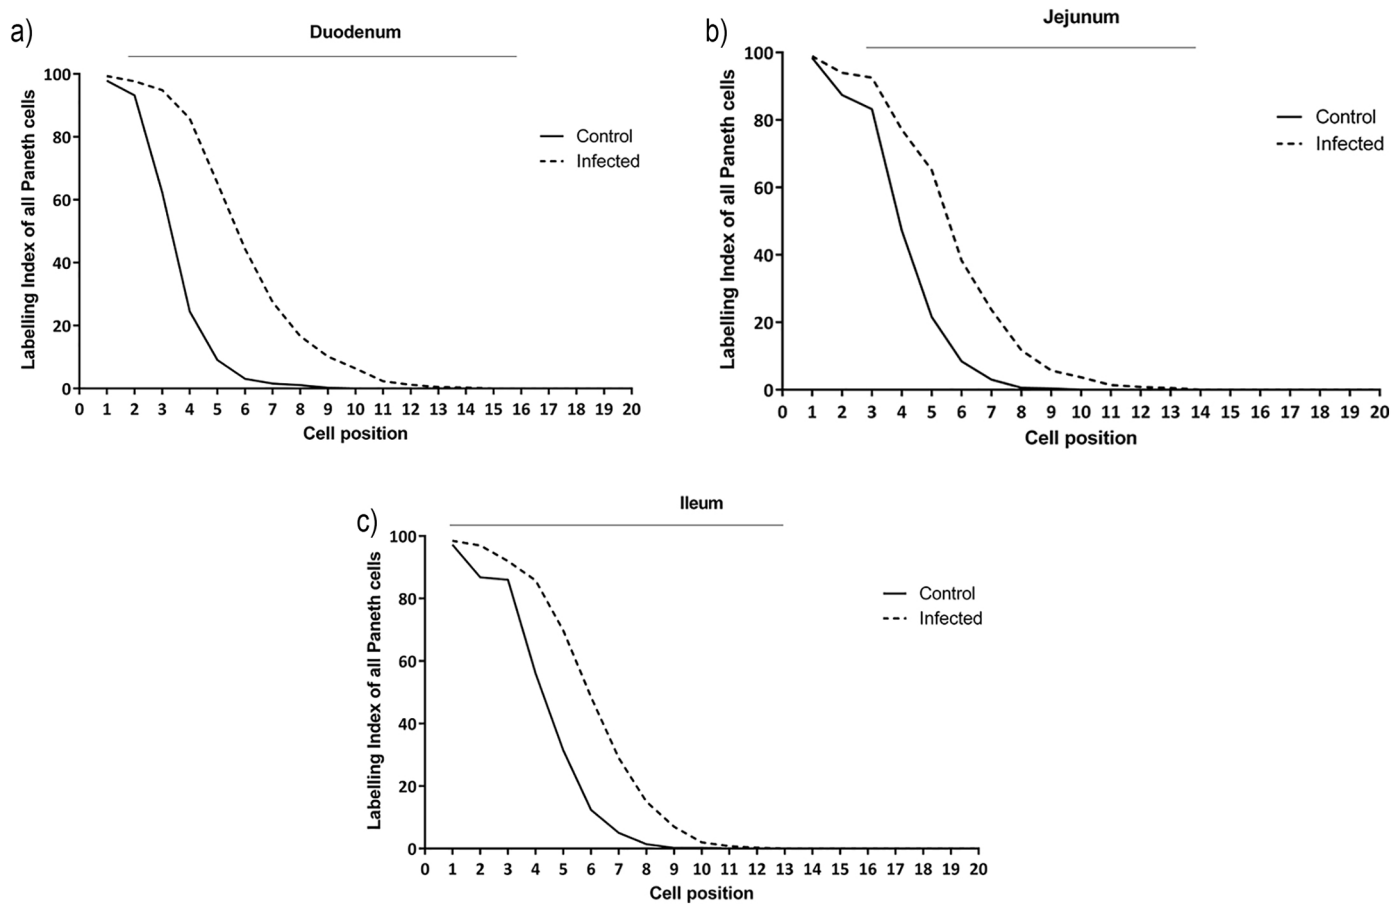 a)
Duodenum
Labelling Index of all Paneth cells
100
80
60
40
20
0
0 1 2 3 4 5 6 7 8 9 10 11 12 13 14 15 16 17 18 19 20
Cell position
Control
Infected
b)
Jejunum
Labelling Index of all Paneth cells
100
80
60
40
20
0
0 1 2 3 4 5 6 7 8 9 10 11 12 13 14 15 16 17 18 19 20
Cell position
Control
Infected
c)
Ileum
Labelling Index of all Paneth cells
100
80
60
40
20
0
0 1 2 3 4 5 6 7 8 9 10 11 12 13 14 15 16 17 18 19 20
Cell position
Control
Infected